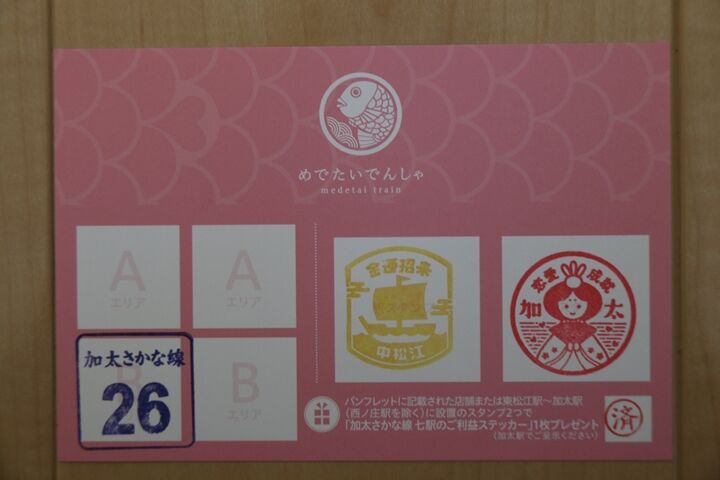 めでたいでんしゃ
medetai train
A
エリア
A
エリア
加太さかな線
26
B
エリア
金運招来
中松江
恋愛成就
加太
パンフレットに記載された店舗または東松江駅～加太駅
(西ノ庄駅を除く)に設置のスタンプ2つで
「加太さかな線 七駅のご利益ステッカー」1枚プレゼント
(加太駅でご呈示ください)
済